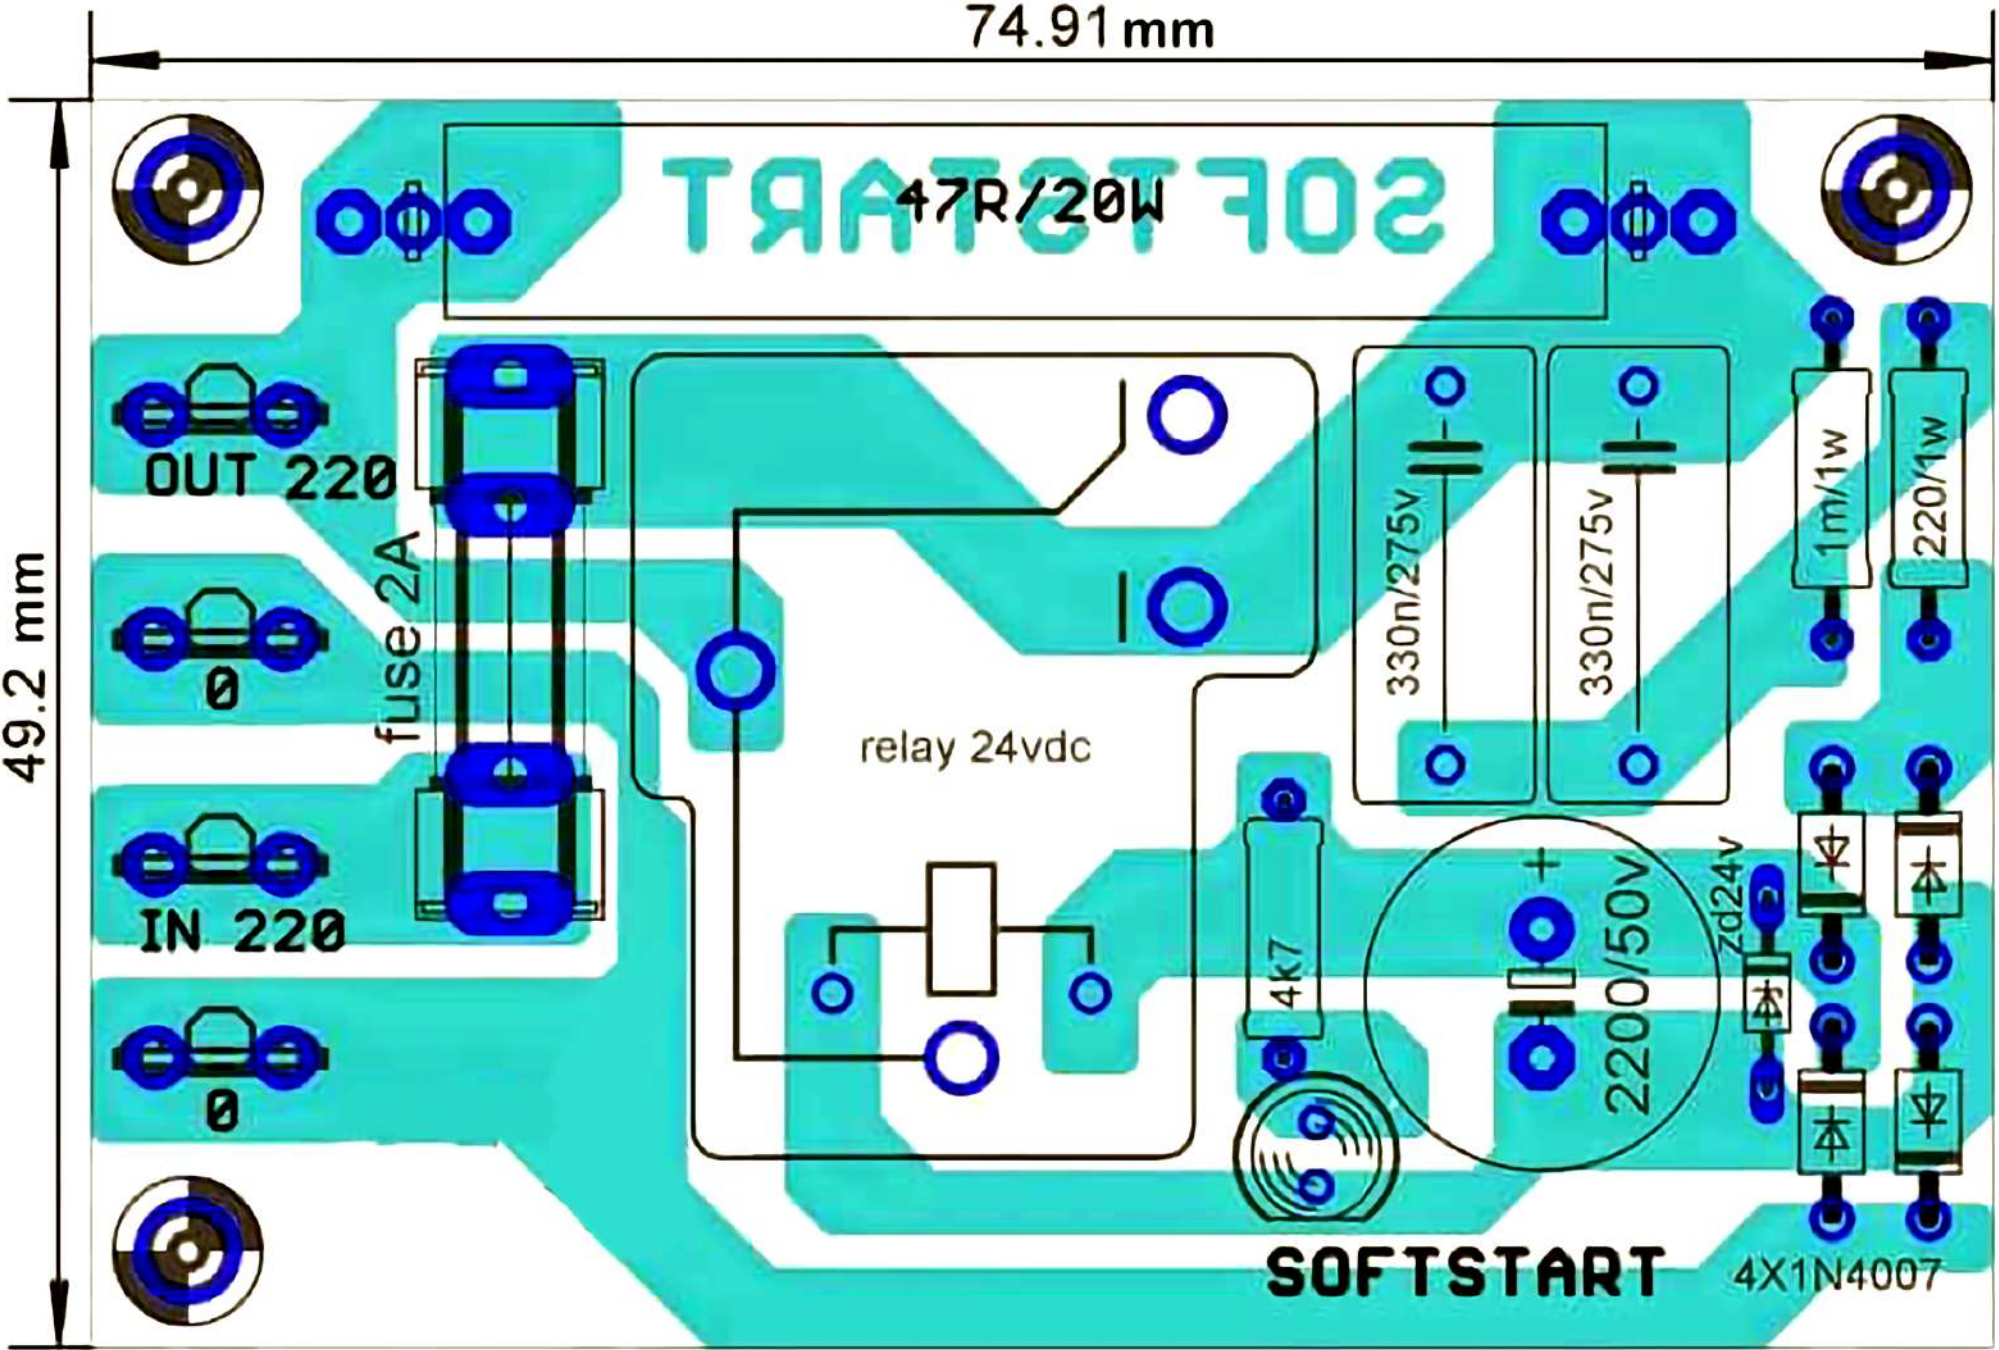 74.91 mm
49.2 mm
SOFTSTART
47R/20W
OUT 220
0
IN 220
0
fuse 2A
relay 24vdc
330n/275v
330n/275v
1m/1w
220/1w
4k7
+
2200/50v
zd24v
SOFTSTART
4X1N4007